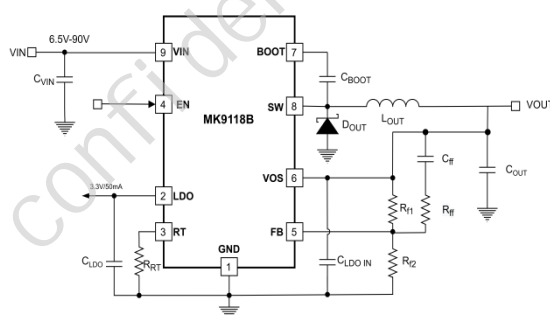 6.5V-90V
VIN
9
VIN
BOOT
7
CVIN
CBOOT
4
EN
MK9118B
SW
8
VOUT
DOUT
LOUT
VOS
6
Cff
COUT
3.3V/50mA
2
LDO
Rf1
Rff
3
RT
FB
5
CLDO
RRT
GND
1
CLDO IN
Rf2
confiden